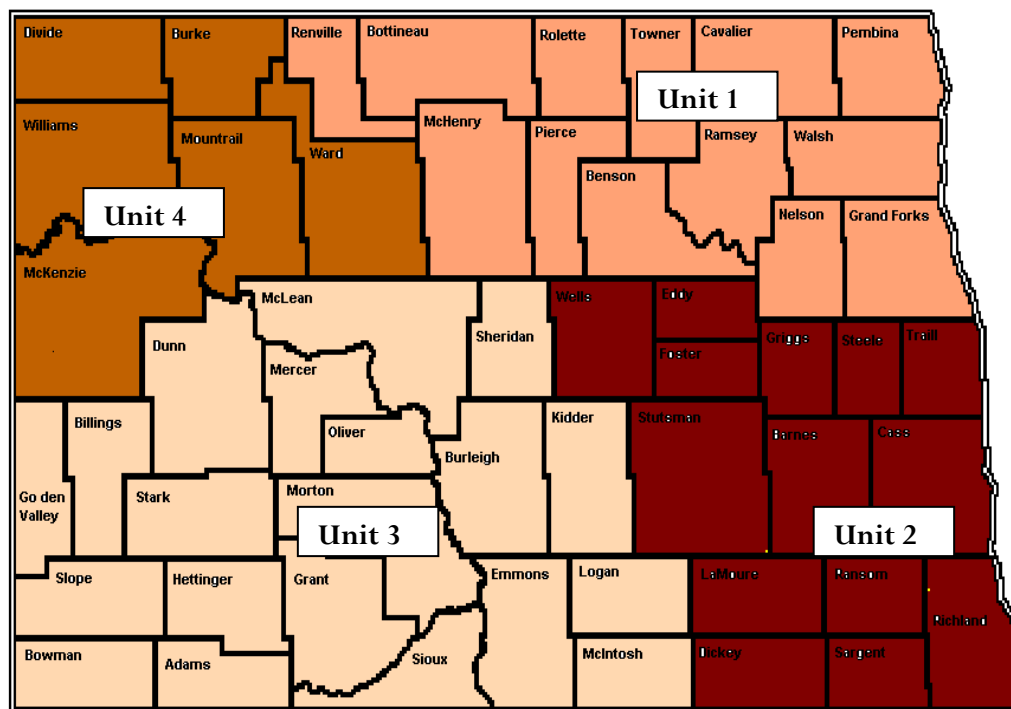 Divide
Burke
Renville
Bottineau
Rolette
Towner
Cavalier
Pembina
Unit 1
Williams
Mountrail
Ward
McHenry
Pierce
Ramsey
Walsh
Benson
Unit 4
Nelson
Grand Forks
McKenzie
McLean
Wells
Eddy
Sheridan
Griggs
Steele
Traill
Dunn
Mercer
Foster
Billings
Oliver
Kidder
Stutsman
Burleigh
Barnes
Cass
Go den
Valley
Stark
Morton
Unit 3
Unit 2
Slope
Hettinger
Grant
Emmons
Logan
LaMoure
Ransom
Richland
Bowman
Adams
Sioux
McIntosh
Dickey
Sargent